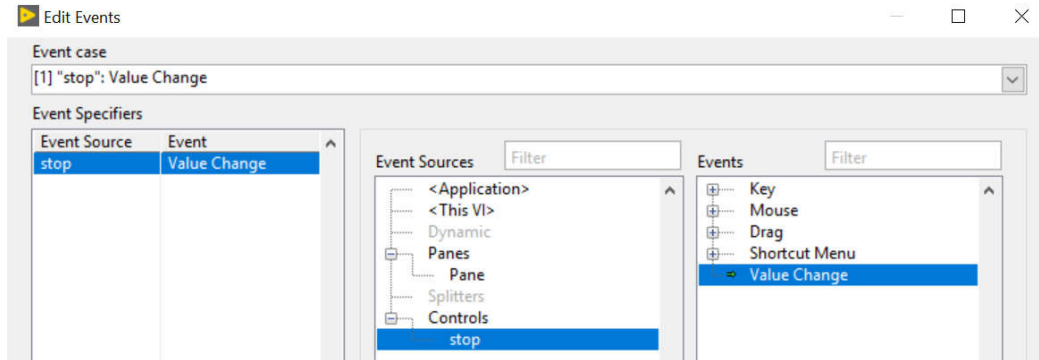 Edit Events
Event case
[1] "stop": Value Change
Event Specifiers
Event Source Event
stop Value Change
Event Sources Filter
<Application>
<This VI>
Dynamic
Panes
Pane
Splitters
Controls
stop
Events Filter
Key
Mouse
Drag
Shortcut Menu
Value Change